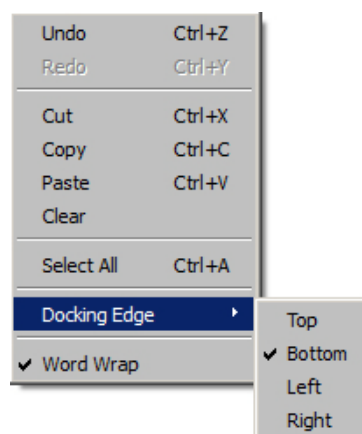 Undo Ctrl+Z
Redo Ctrl+Y
Cut Ctrl+X
Copy Ctrl+C
Paste Ctrl+V
Clear
Select All Ctrl+A
Docking Edge
Word Wrap
Top
Bottom
Left
Right